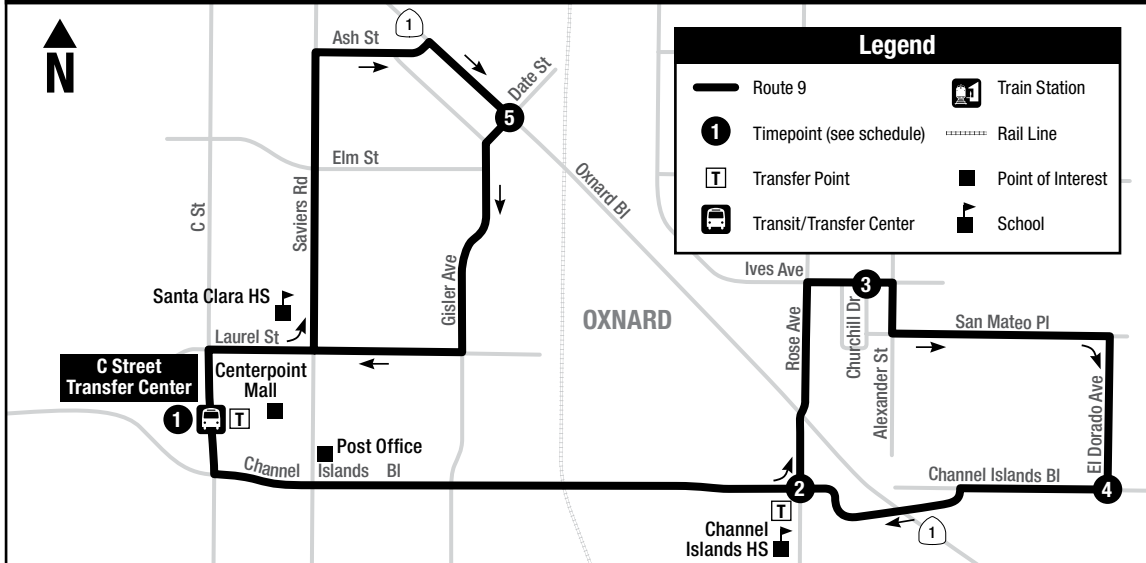 1
Ash St
N
Date St
5
Elm St
C St
Saviers Rd
Oxnard Bl
Gisler Ave
Santa Clara HS
Laurel St
C Street
Transfer Center
Centerpoint
Mall
1
T
Post Office
Channel Islands Bl
OXNARD
Legend
Route 9
Train Station
1
Timepoint (see schedule)
Rail Line
T
Transfer Point
Point of Interest
Transit/Transfer Center
School
Ives Ave
3
Rose Ave
Churchill Dr
Alexander St
San Mateo Pl
El Dorado Ave
Channel Islands Bl
2
4
T
1
Channel
Islands HS